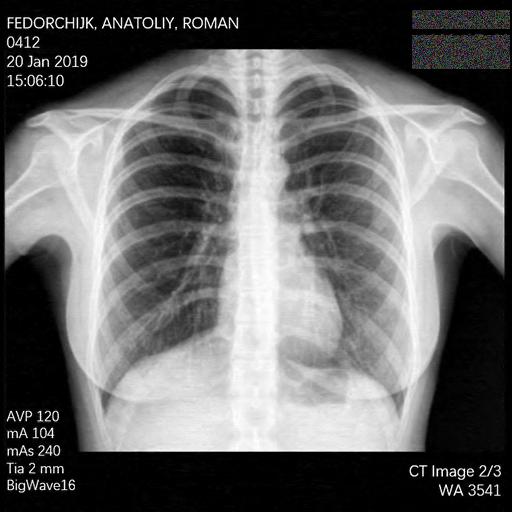 FEDORCHIJK, ANATOLIY, ROMAN
0412
20 Jan 2019
15:06:10
AVP 120
mA 104
mAs 240
Tia 2 mm
BigWave16
CT Image 2/3
WA 3541